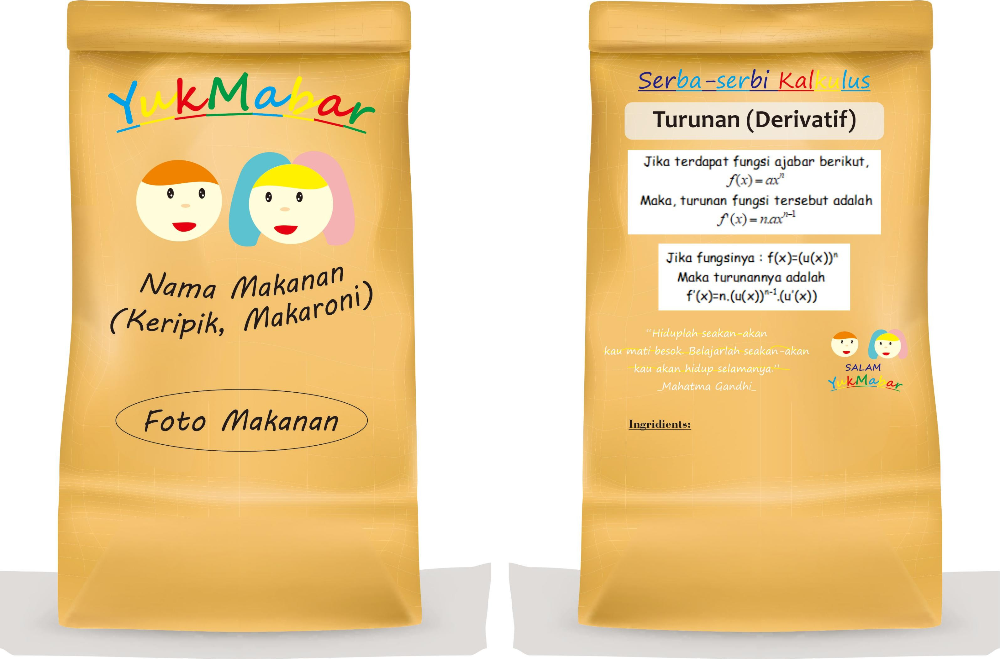 YukMabar
Nama Makanan
(Keripik, Makaroni)
Foto Makanan
Serba-serbi Kalkulus
Turunan (Derivatif)
Jika terdapat fungsi ajabar berikut,
f(x) = axⁿ
Maka, turunan fungsi tersebut adalah
f'(x) = n.axⁿ⁻¹
Jika fungsinya : f(x)=(u(x))ⁿ
Maka turunannya adalah
f'(x)=n.(u(x))ⁿ⁻¹.(u'(x))
“Hiduplah seakan-akan
kau mati besok. Belajarlah seakan-akan
kau akan hidup selamanya.”
_Mahatma Gandhi_
SALAM
YukMabar
Ingridients: